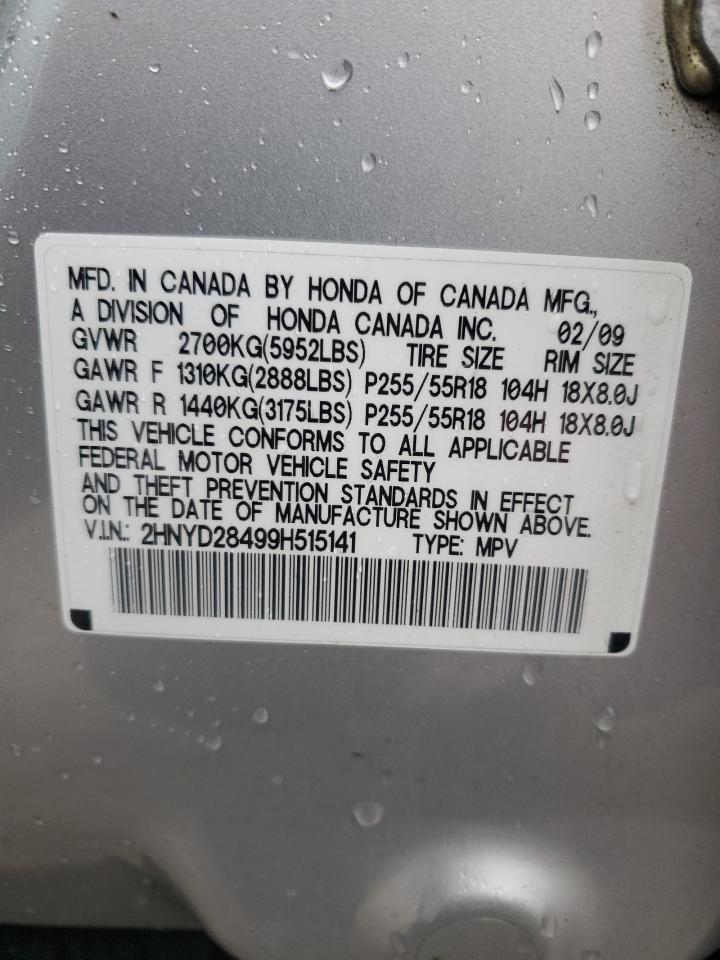 MFD. IN CANADA BY HONDA OF CANADA MFG.,
A DIVISION OF HONDA CANADA INC. 02/09
GVWR 2700KG(5952LBS) TIRE SIZE RIM SIZE
GAWR F 1310KG(2888LBS) P255/55R18 104H 18X8.0J
GAWR R 1440KG(3175LBS) P255/55R18 104H 18X8.0J
THIS VEHICLE CONFORMS TO ALL APPLICABLE
FEDERAL MOTOR VEHICLE SAFETY
AND THEFT PREVENTION STANDARDS IN EFFECT
ON THE DATE OF MANUFACTURE SHOWN ABOVE.
V.I.N.: 2HNYD28499H515141 TYPE: MPV